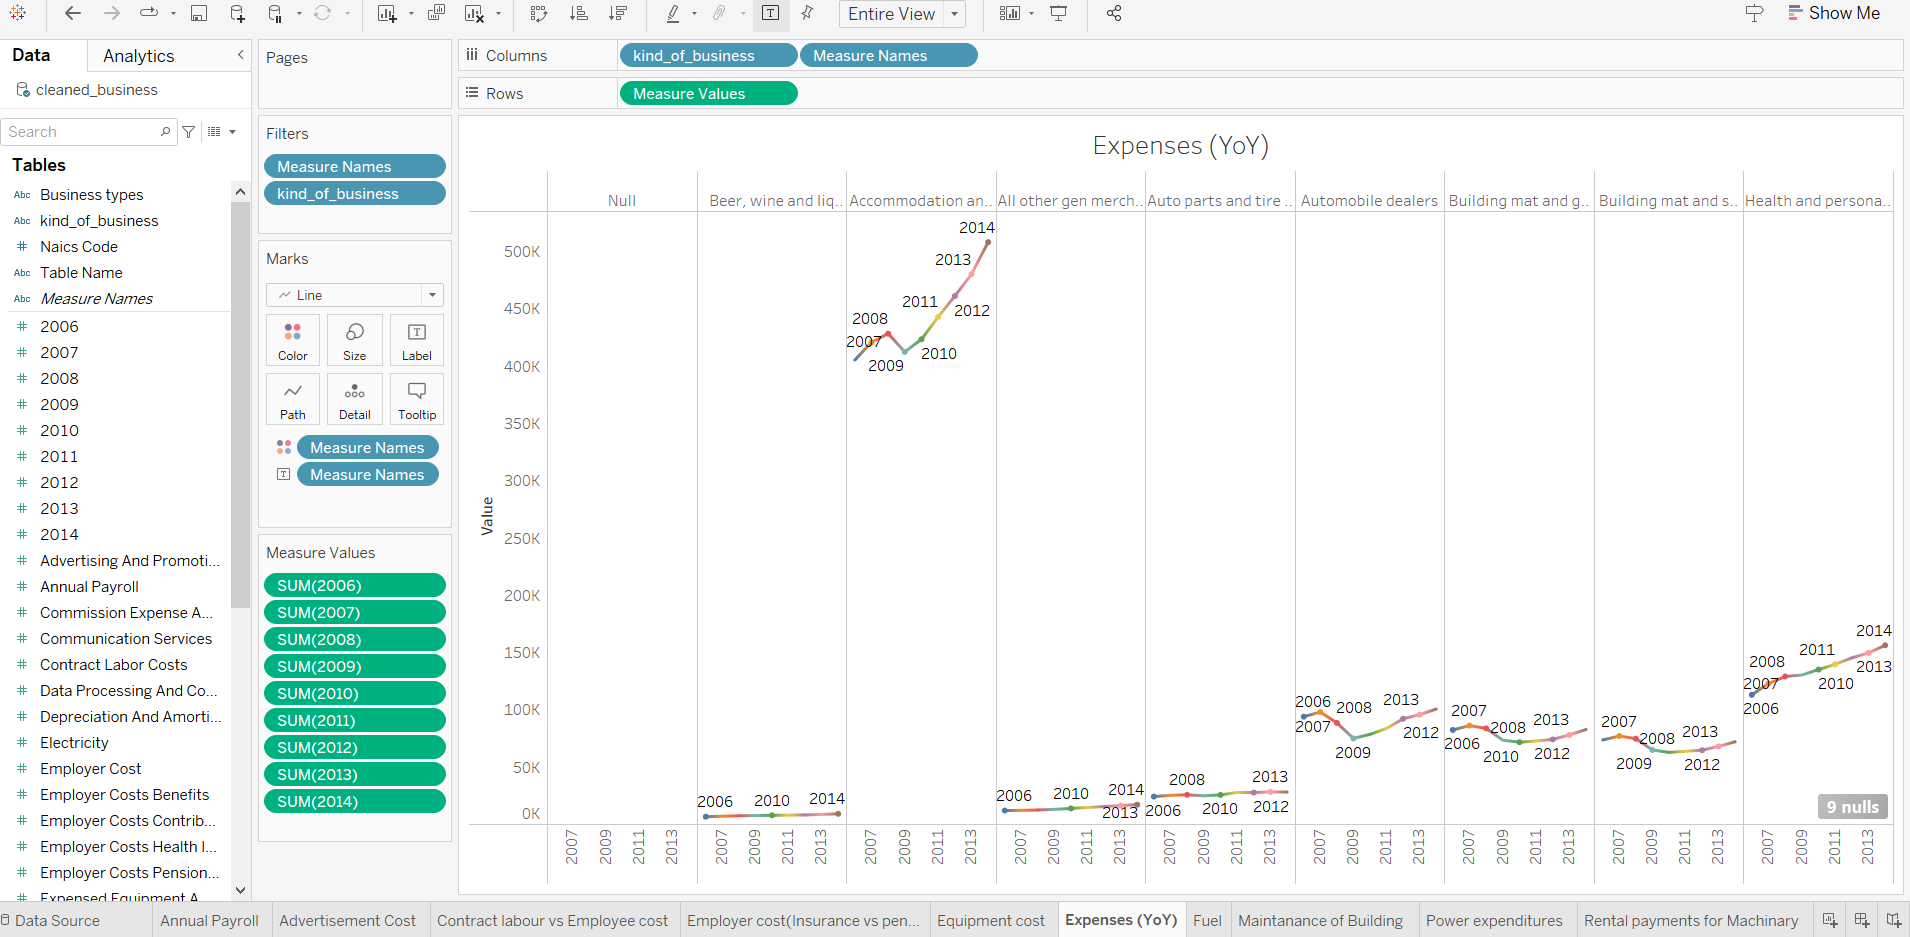 Entire View
Show Me
Data
Analytics
cleaned_business
Search
Tables
Abc Business types
Abc kind_of_business
# Naics Code
Abc Table Name
Abc Measure Names
# 2006
# 2007
# 2008
# 2009
# 2010
# 2011
# 2012
# 2013
# 2014
# Advertising And Promoti...
# Annual Payroll
# Commission Expense A...
# Communication Services
# Contract Labor Costs
# Data Processing And Co...
# Depreciation And Amorti...
# Electricity
# Employer Cost
# Employer Costs Benefits
# Employer Costs Contrib...
# Employer Costs Health I...
# Employer Costs Pension...
# Expensed Equipment A...
Pages
Filters
Measure Names
kind_of_business
Marks
Line
Color
Size
T
Label
Path
Detail
Tooltip
Measure Names
T Measure Names
Measure Values
SUM(2006)
SUM(2007)
SUM(2008)
SUM(2009)
SUM(2010)
SUM(2011)
SUM(2012)
SUM(2013)
SUM(2014)
Columns
kind_of_business
Measure Names
Rows
Measure Values
Expenses (YoY)
Null
Beer, wine and liq..
Accommodation an..
All other gen merch..
Auto parts and tire ..
Automobile dealers
Building mat and g..
Building mat and s..
Health and persona..
Value
500K
450K
400K
350K
300K
250K
200K
150K
100K
50K
0K
2006 2010 2014
2014
2013
2011
2012
2008
2007
2010
2009
2006 2010 2014
2013
2008 2013
2006 2010 2012
2006 2008 2013
2007 2012
2009
2007 2008 2013
2006 2010 2012
2007 2008 2013
2009 2012
2014
2011
2008
2013
2007 2010
2006
9 nulls
2007 2009 2011 2013
2007 2009 2011 2013
2007 2009 2011 2013
2007 2009 2011 2013
2007 2009 2011 2013
2007 2009 2011 2013
2007 2009 2011 2013
2007 2009 2011 2013
2007 2009 2011 2013
Data Source
Annual Payroll
Advertisement Cost
Contract labour vs Employee cost
Employer cost(Insurance vs pen...
Equipment cost
Expenses (YoY)
Fuel
Maintanance of Building
Power expenditures
Rental payments for Machinary